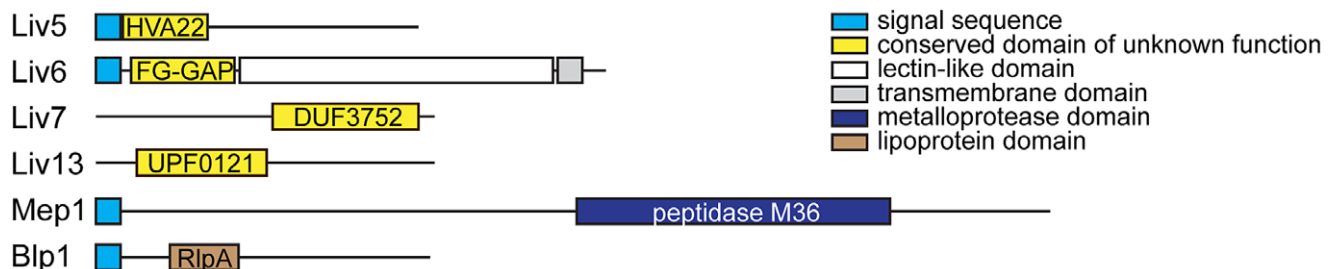 Liv5 HVA22
Liv6 FG-GAP
Liv7 DUF3752
Liv13 UPF0121
Mep1 peptidase M36
Blp1 RlpA
signal sequence
conserved domain of unknown function
lectin-like domain
transmembrane domain
metalloprotease domain
lipoprotein domain